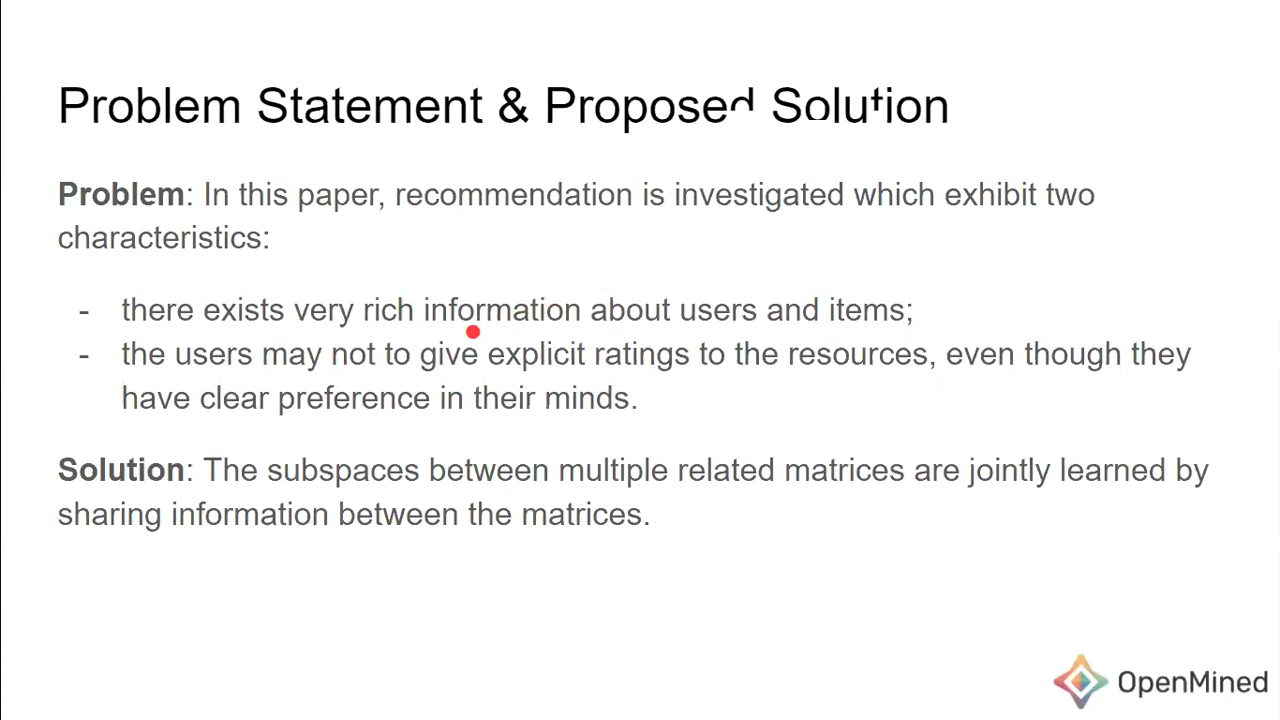 Problem Statement & Proposed Solution
Problem: In this paper, recommendation is investigated which exhibit two
characteristics:
- there exists very rich information about users and items;
- the users may not to give explicit ratings to the resources, even though they
have clear preference in their minds.
Solution: The subspaces between multiple related matrices are jointly learned by
sharing information between the matrices.
OpenMined